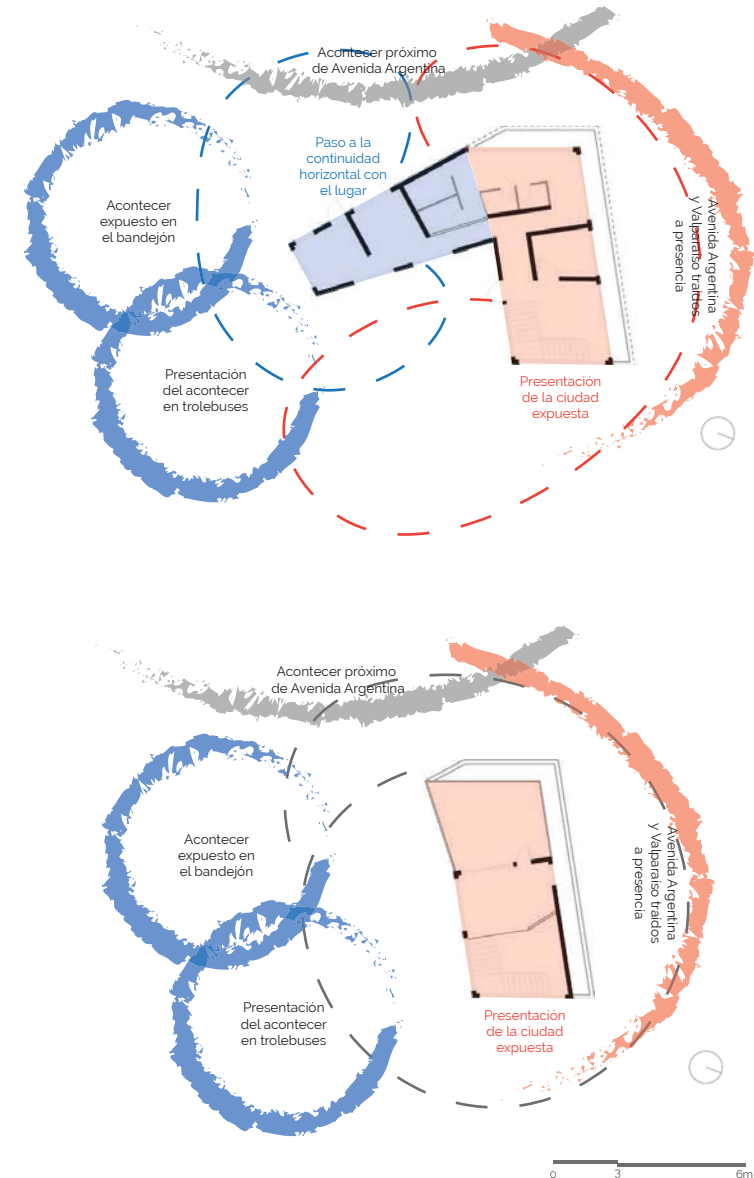 Acontecer próximo
de Avenida Argentina
Paso a la
continuidad
horizontal con
el lugar
Acontecer
expuesto en
el bandejón
Avenida Argentina
y Valparaíso traidos
a presencia
Presentación
del acontecer
en trolebuses
Presentación
de la ciudad
expuesta
Acontecer próximo
de Avenida Argentina
Acontecer
expuesto en
el bandejón
Avenida Argentina
y Valparaíso traidos
a presencia
Presentación
del acontecer
en trolebuses
Presentación
de la ciudad
expuesta
0 3 6m